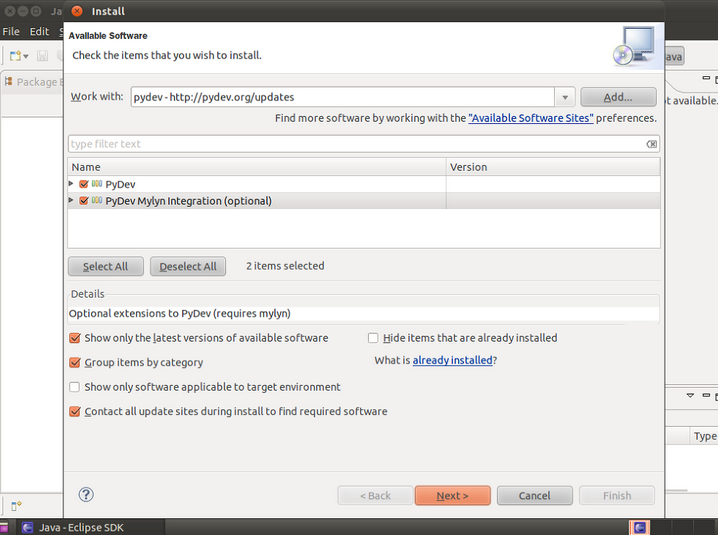 Ja
Install
File Edit S
Available Software
Check the items that you wish to install.
ava
Package E
Work with: pydev - http://pydev.org/updates Add...
t available.
Find more software by working with the "Available Software Sites" preferences.
type filter text
Name Version
PyDev
PyDev Mylyn Integration (optional)
Select All Deselect All 2 items selected
Details
Optional extensions to PyDev (requires mylyn)
Show only the latest versions of available software Hide items that are already installed
Group items by category What is already installed?
Show only software applicable to target environment
Contact all update sites during install to find required software
Type
? < Back Next > Cancel Finish
Java - Eclipse SDK